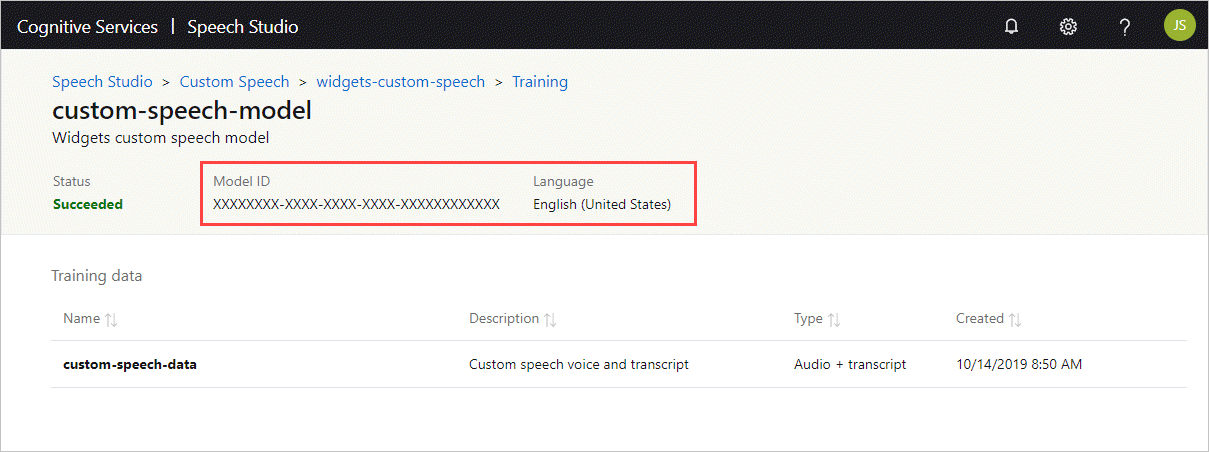 Cognitive Services | Speech Studio JS
Speech Studio > Custom Speech > widgets-custom-speech > Training
custom-speech-model
Widgets custom speech model
Status Model ID Language
Succeeded XXXXXXXX-XXXX-XXXX-XXXX-XXXXXXXXXXXX English (United States)
Training data
Name Description Type Created
custom-speech-data Custom speech voice and transcript Audio + transcript 10/14/2019 8:50 AM